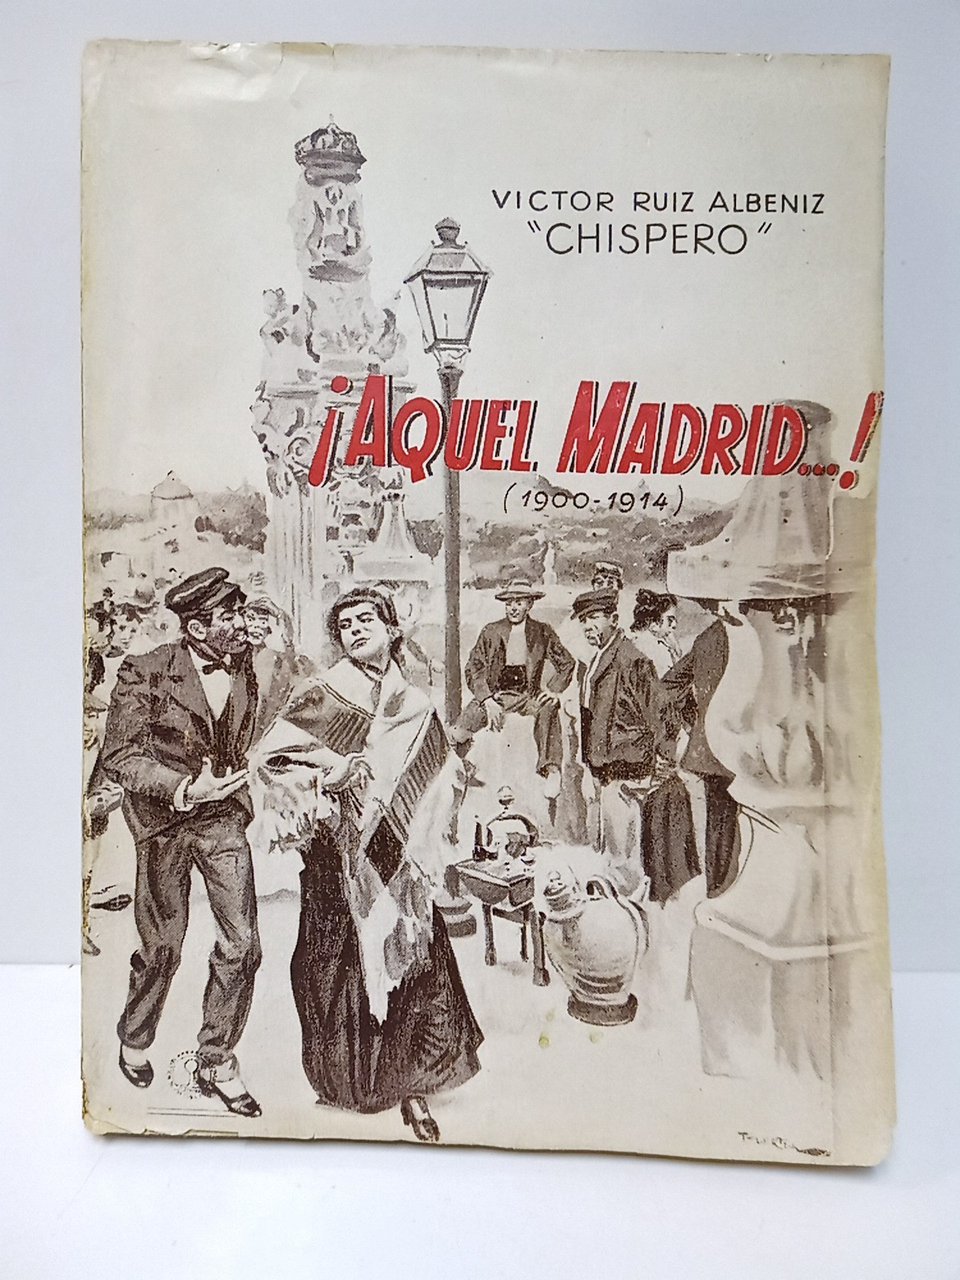 VICTOR RUIZ ALBENIZ
"CHISPERO"
¡AQUEL MADRID...!
(1900-1914)